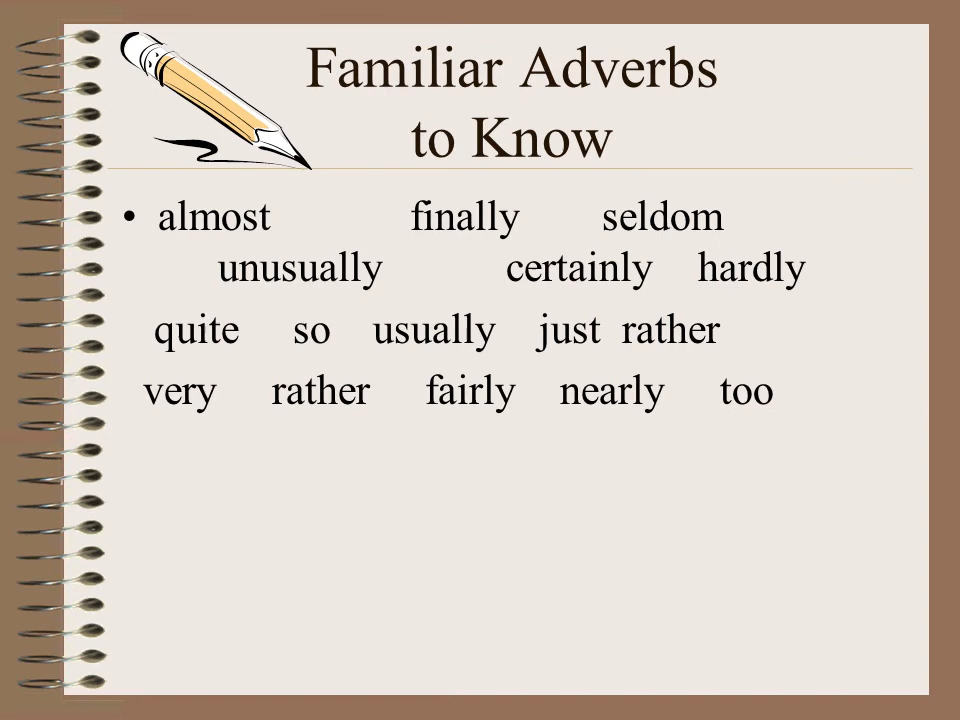 Familiar Adverbs
to Know
• almost finally seldom
unusually certainly hardly
quite so usually just rather
very rather fairly nearly too